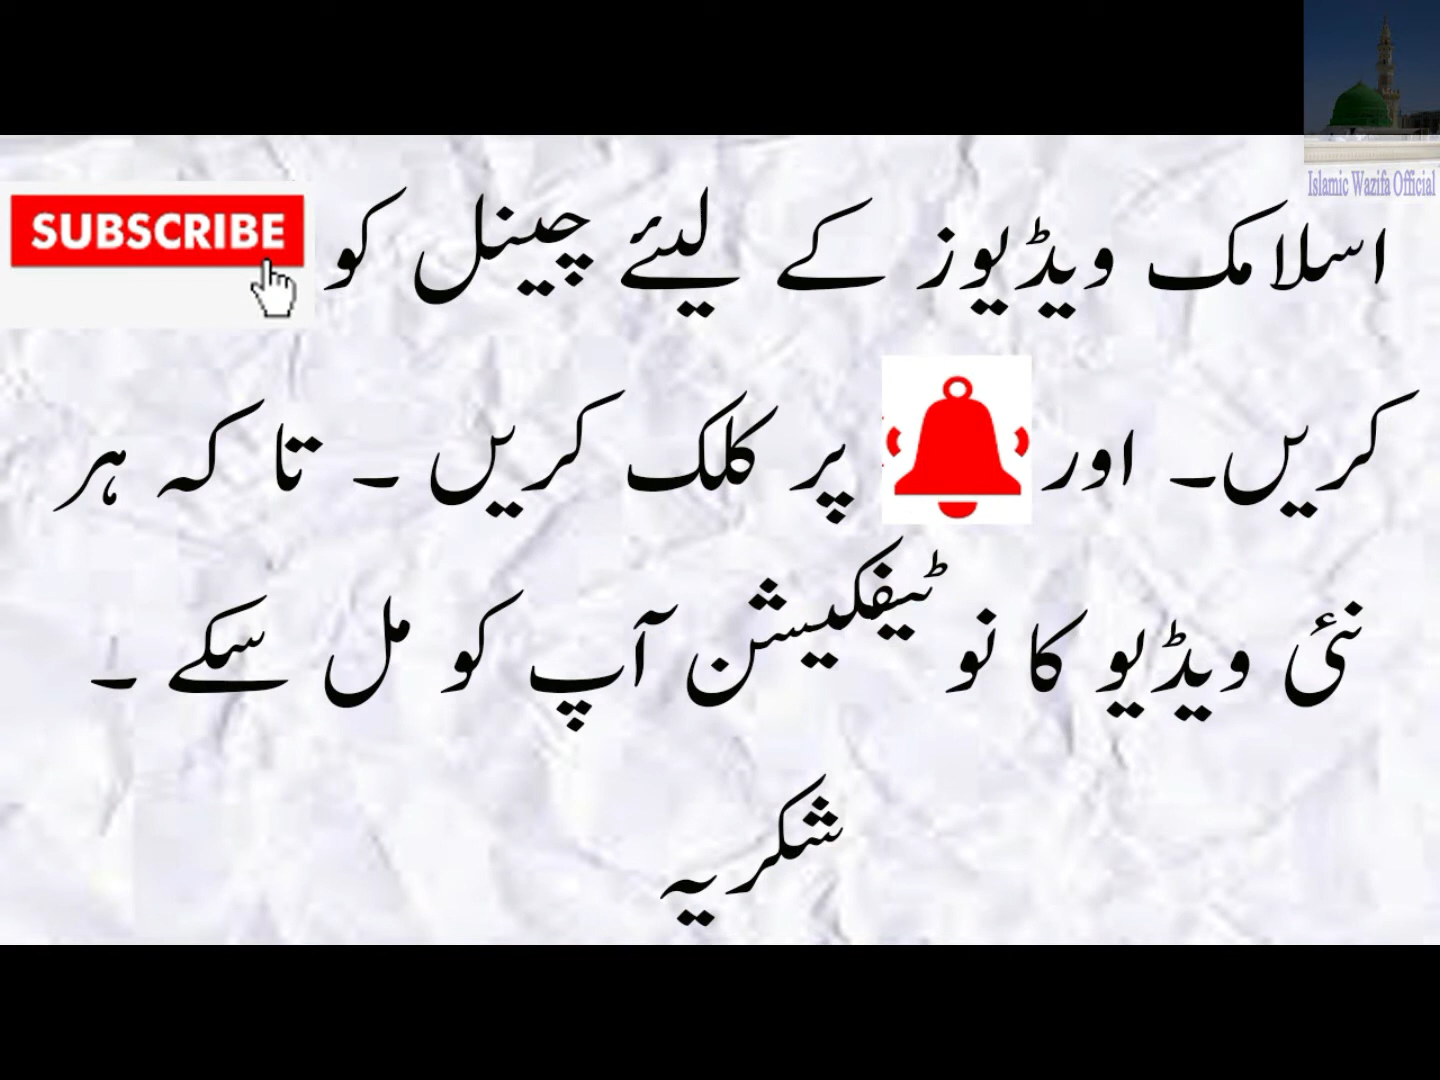 Islamic Wazifa Official
اسلامک ویڈیوز کے لیئے چینل کو SUBSCRIBE
کریں۔ اور پر کلک کریں ۔ تا کہ ہر
نئی ویڈیو کا نوٹیفکیشن آپ کو مل سکے ۔
شکریہ